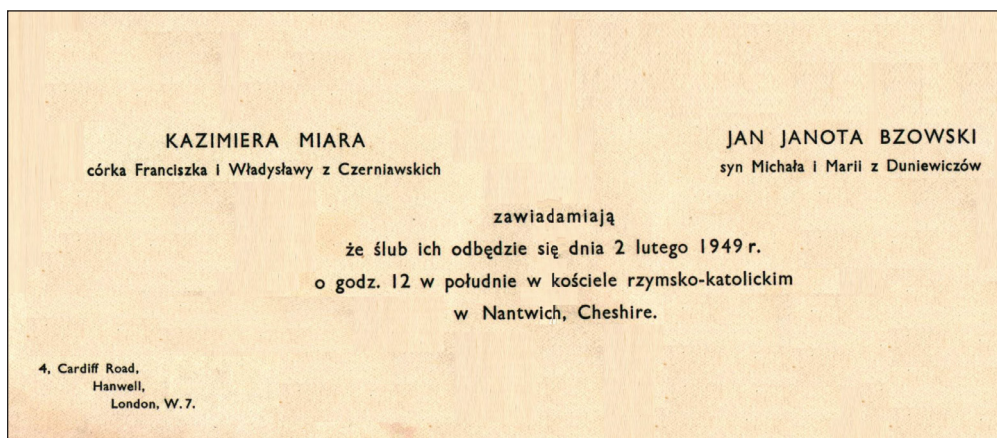 KAZIMIERA MIARA
córka Franciszka i Władysławy z Czerniawskich
JAN JANOTA BZOWSKI
syn Michała i Marii z Duniewiczów
zawiadamiają
że ślub ich odbędzie się dnia 2 lutego 1949 r.
o godz. 12 w południe w kościele rzymsko-katolickim
w Nantwich, Cheshire.
4, Cardiff Road,
Hanwell,
London, W.7.